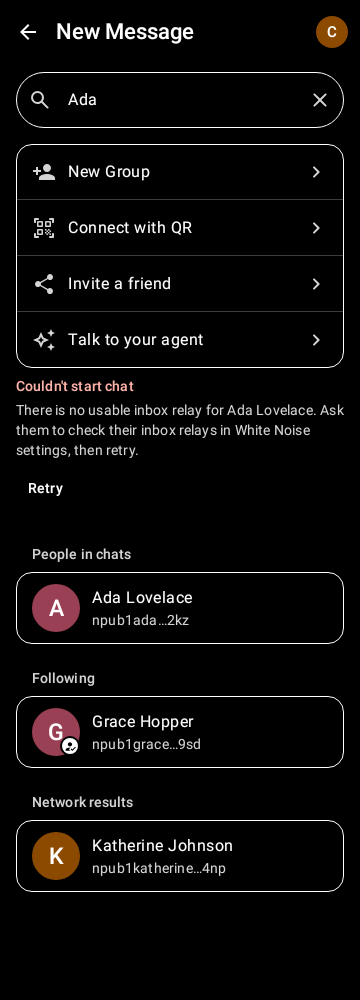 New Message
C
Ada
New Group
Connect with QR
Invite a friend
Talk to your agent
Couldn't start chat
There is no usable inbox relay for Ada Lovelace. Ask
them to check their inbox relays in White Noise
settings, then retry.
Retry
People in chats
A
Ada Lovelace
npub1ada…2kz
Following
G
Grace Hopper
npub1grace…9sd
Network results
K
Katherine Johnson
npub1katherine…4np